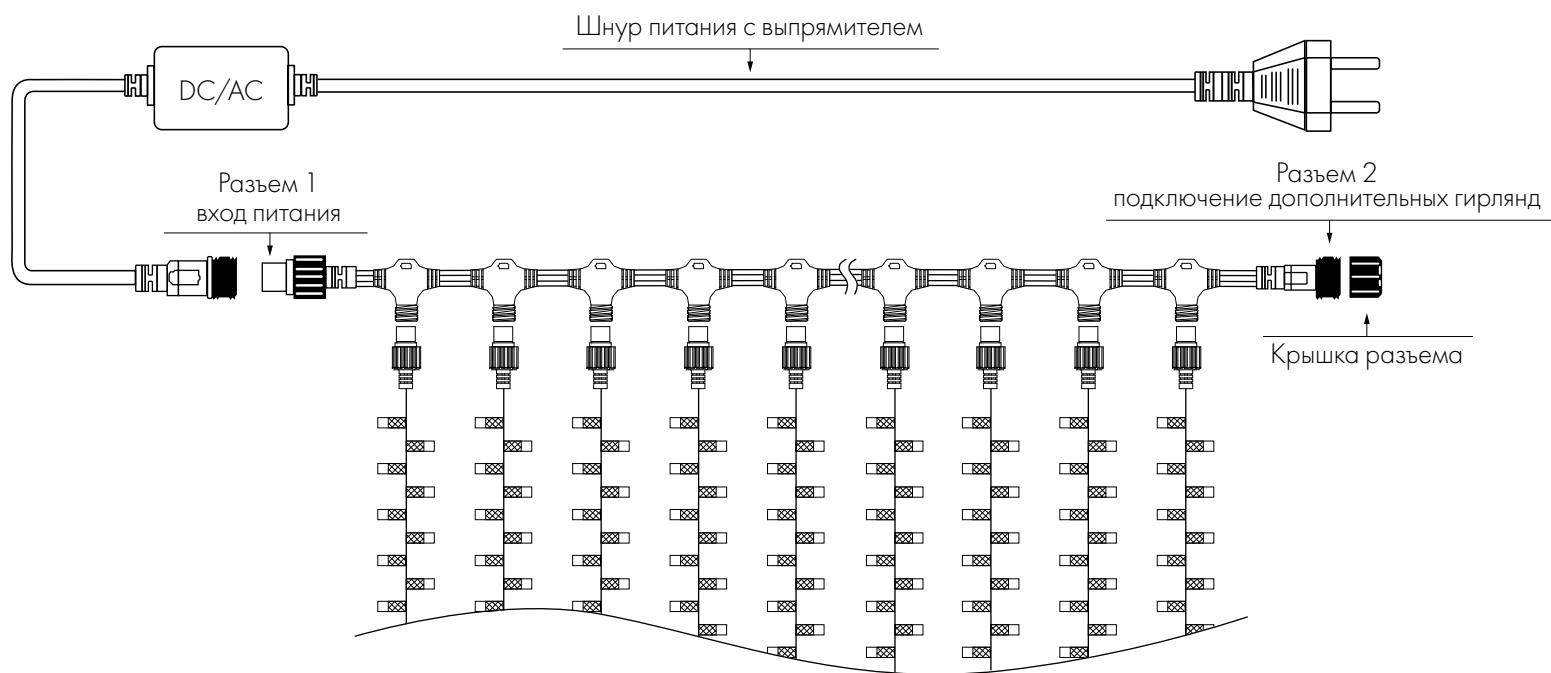 Шнур питания с выпрямителем
DC/AC
Разъем 1
вход питания
Разъем 2
подключение дополнительных гирлянд
Крышка разъема